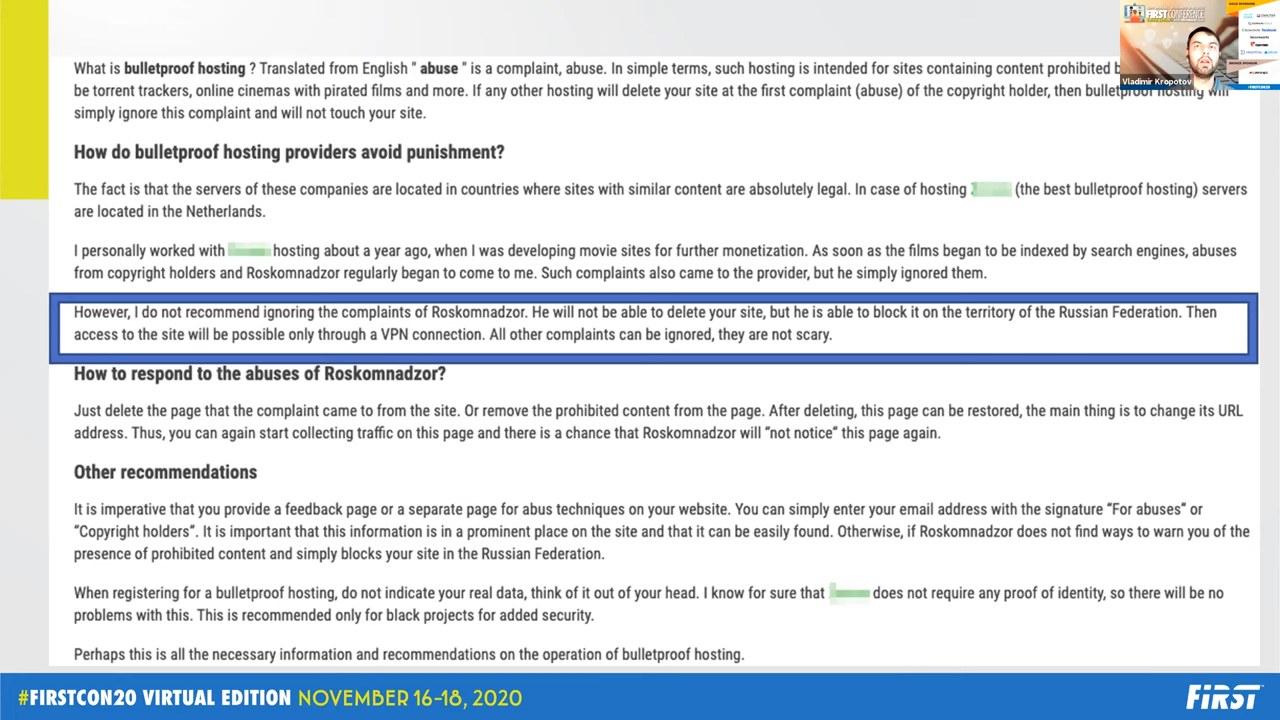 What is bulletproof hosting ? Translated from English " abuse " is a complaint, abuse. In simple terms, such hosting is intended for sites containing content prohibited
be torrent trackers, online cinemas with pirated films and more. If any other hosting will delete your site at the first complaint (abuse) of the copyright holder, then bulletproof hosting will
simply ignore this complaint and will not touch your site.
How do bulletproof hosting providers avoid punishment?
The fact is that the servers of these companies are located in countries where sites with similar content are absolutely legal. In case of hosting (the best bulletproof hosting) servers
are located in the Netherlands.
I personally worked with hosting about a year ago, when I was developing movie sites for further monetization. As soon as the films began to be indexed by search engines, abuses
from copyright holders and Roskomnadzor regularly began to come to me. Such complaints also came to the provider, but he simply ignored them.
However, I do not recommend ignoring the complaints of Roskomnadzor. He will not be able to delete your site, but he is able to block it on the territory of the Russian Federation. Then
access to the site will be possible only through a VPN connection. All other complaints can be ignored, they are not scary.
How to respond to the abuses of Roskomnadzor?
Just delete the page that the complaint came to from the site. Or remove the prohibited content from the page. After deleting, this page can be restored, the main thing is to change its URL
address. Thus, you can again start collecting traffic on this page and there is a chance that Roskomnadzor will "not notice" this page again.
Other recommendations
It is imperative that you provide a feedback page or a separate page for abus techniques on your website. You can simply enter your email address with the signature "For abuses" or
"Copyright holders". It is important that this information is in a prominent place on the site and that it can be easily found. Otherwise, if Roskomnadzor does not find ways to warn you of the
presence of prohibited content and simply blocks your site in the Russian Federation.
When registering for a bulletproof hosting, do not indicate your real data, think of it out of your head. I know for sure that does not require any proof of identity, so there will be no
problems with this. This is recommended only for black projects for added security.
Perhaps this is all the necessary information and recommendations on the operation of bulletproof hosting.
FIRST CONFERENCE
Vladimir Kropotov
#FIRSTCON20
#FIRSTCON20 VIRTUAL EDITION NOVEMBER 16-18, 2020
FIRST